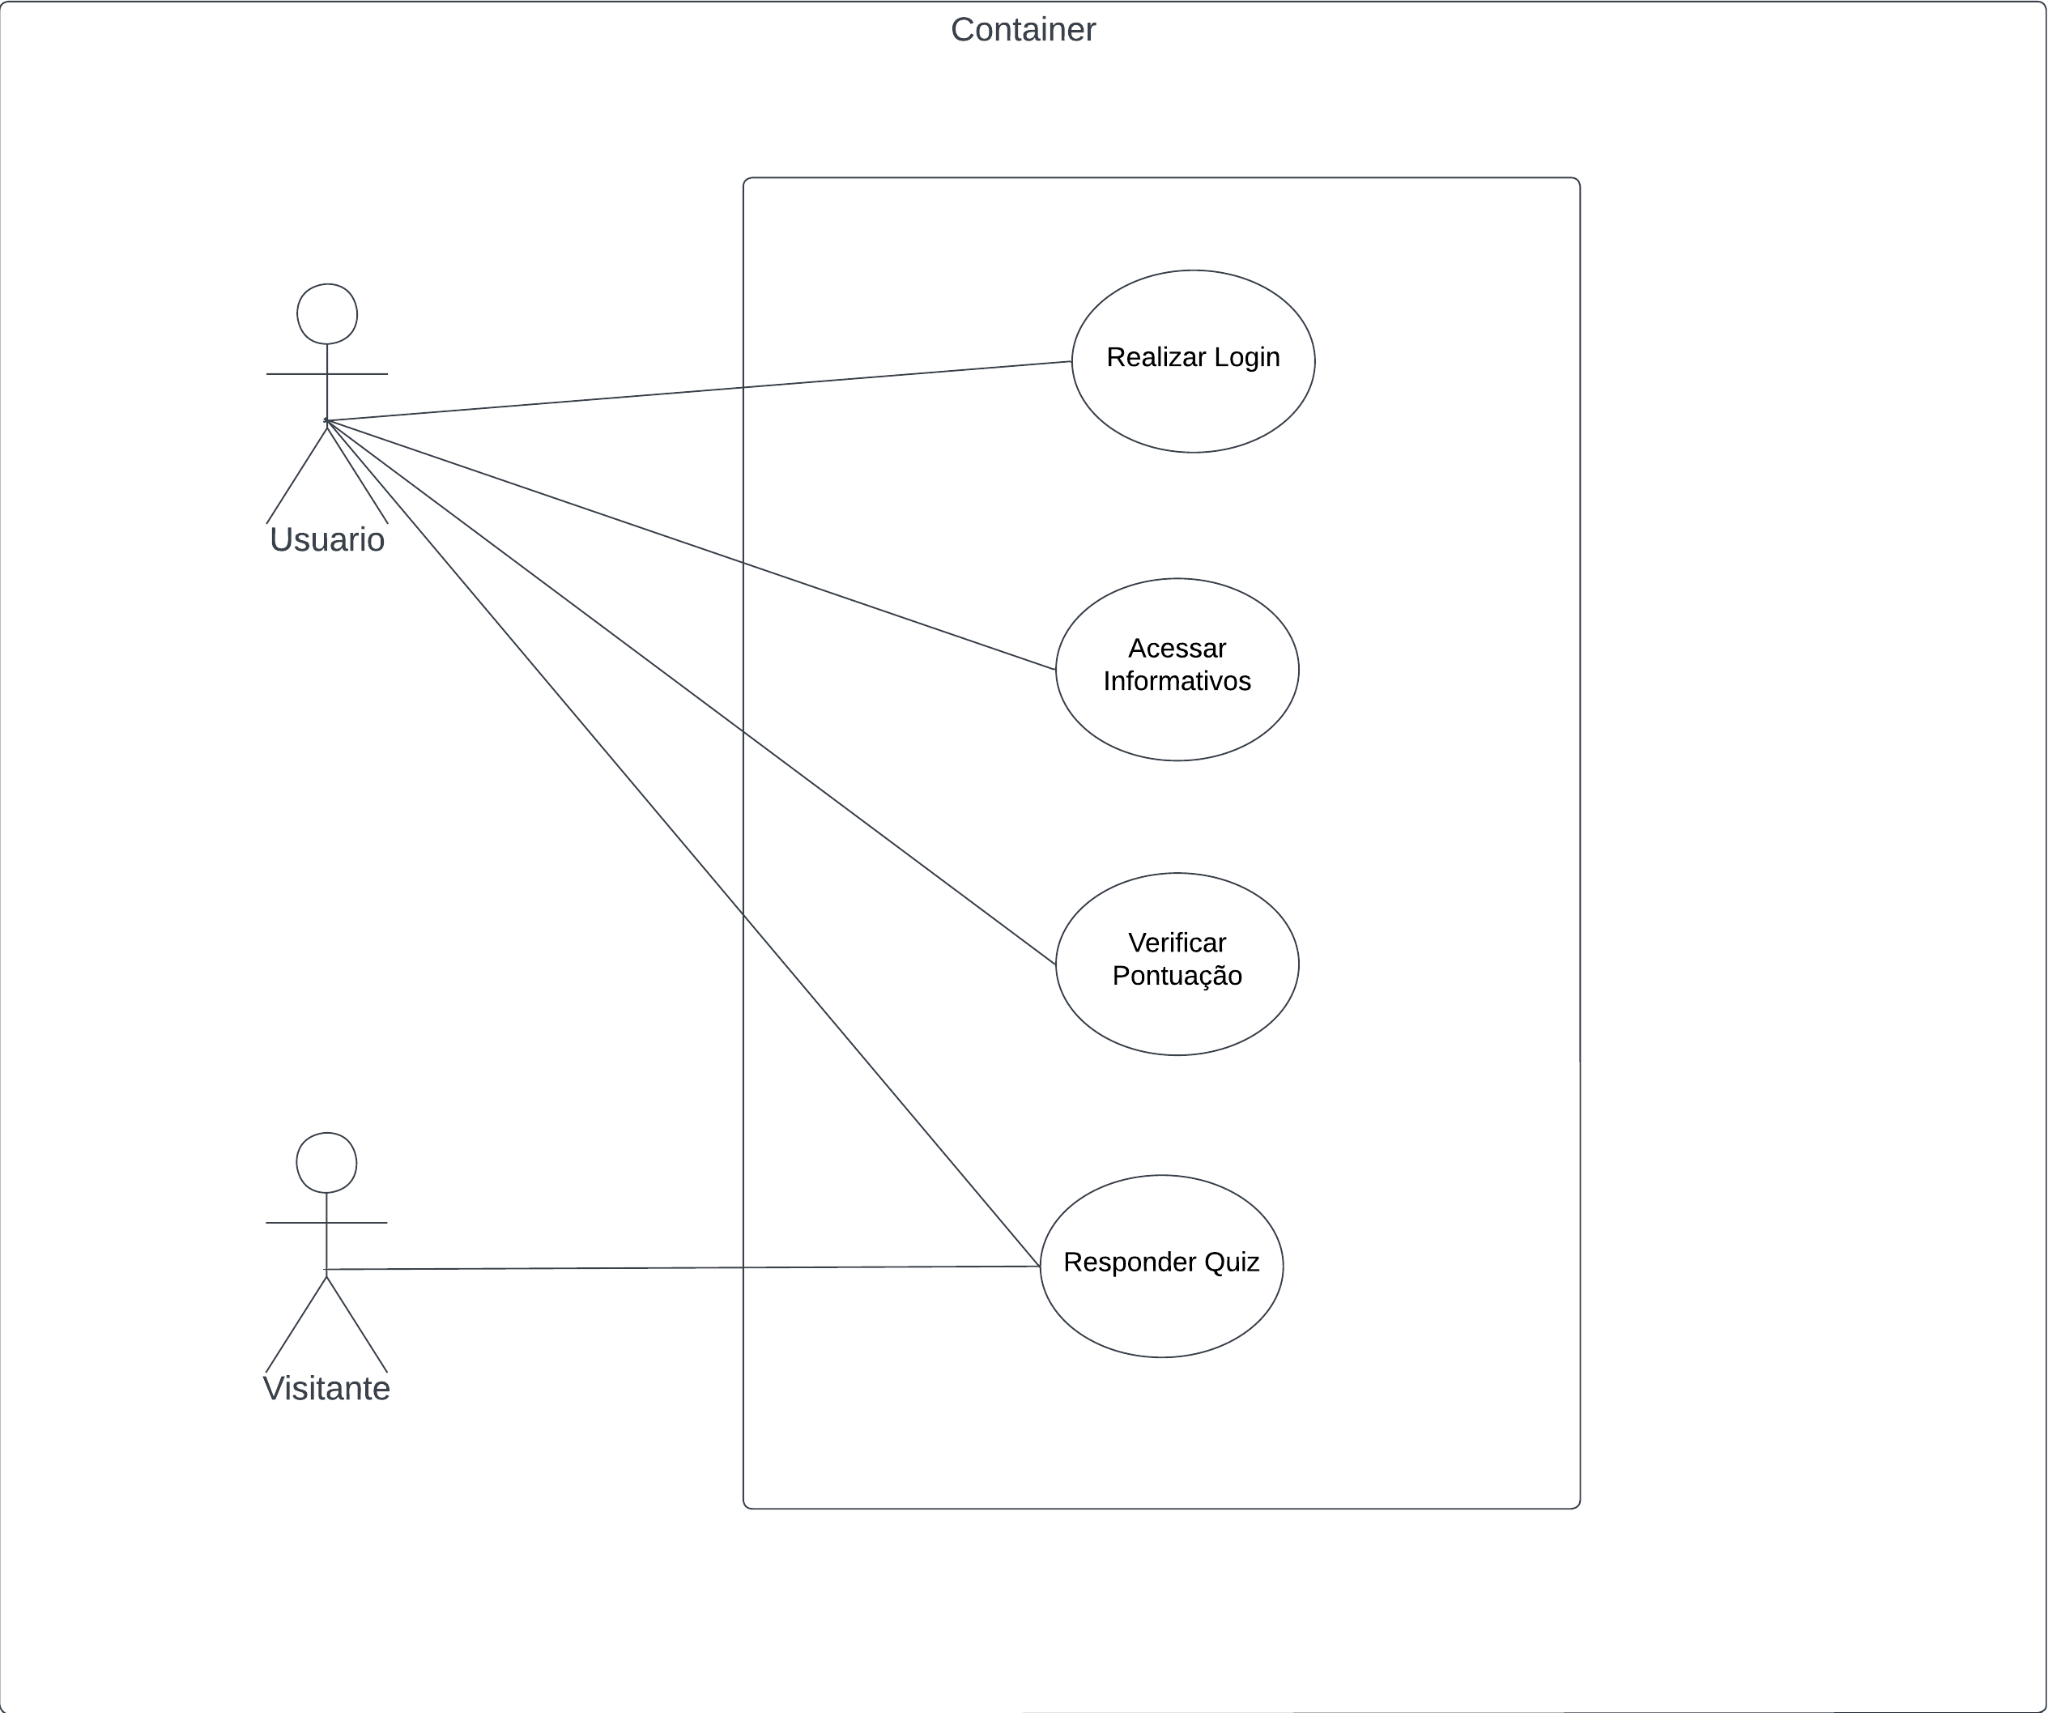 Container
Realizar Login
Usuario
Acessar
Informativos
Verificar
Pontuação
Responder Quiz
Visitante